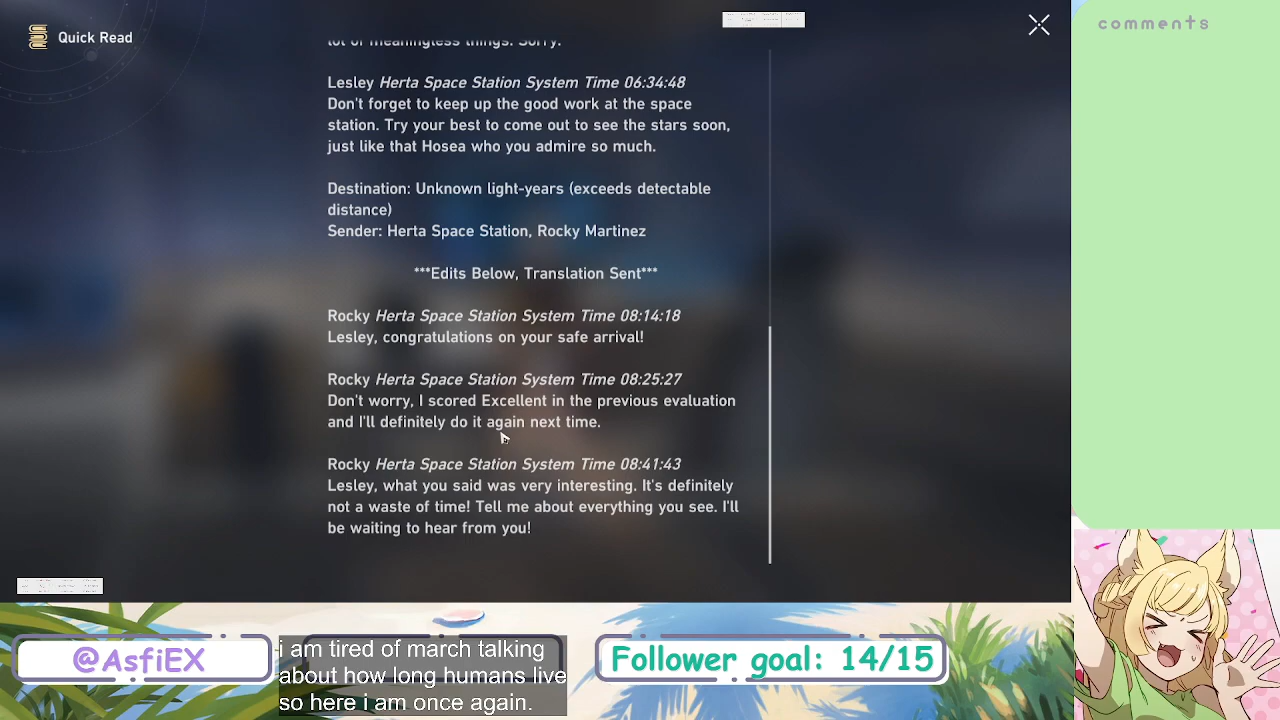 Quick Read
comments
lot of meaningless things. Sorry.
Lesley Herta Space Station System Time 06:34:48
Don't forget to keep up the good work at the space
station. Try your best to come out to see the stars soon,
just like that Hosea who you admire so much.
Destination: Unknown light-years (exceeds detectable
distance)
Sender: Herta Space Station, Rocky Martinez
***Edits Below, Translation Sent***
Rocky Herta Space Station System Time 08:14:18
Lesley, congratulations on your safe arrival!
Rocky Herta Space Station System Time 08:25:27
Don't worry, I scored Excellent in the previous evaluation
and I'll definitely do it again next time.
Rocky Herta Space Station System Time 08:41:43
Lesley, what you said was very interesting. It's definitely
not a waste of time! Tell me about everything you see. I'll
be waiting to hear from you!
@AsfiEX
i am tired of march talking
about how long humans live
so here i am once again.
Follower goal: 14/15